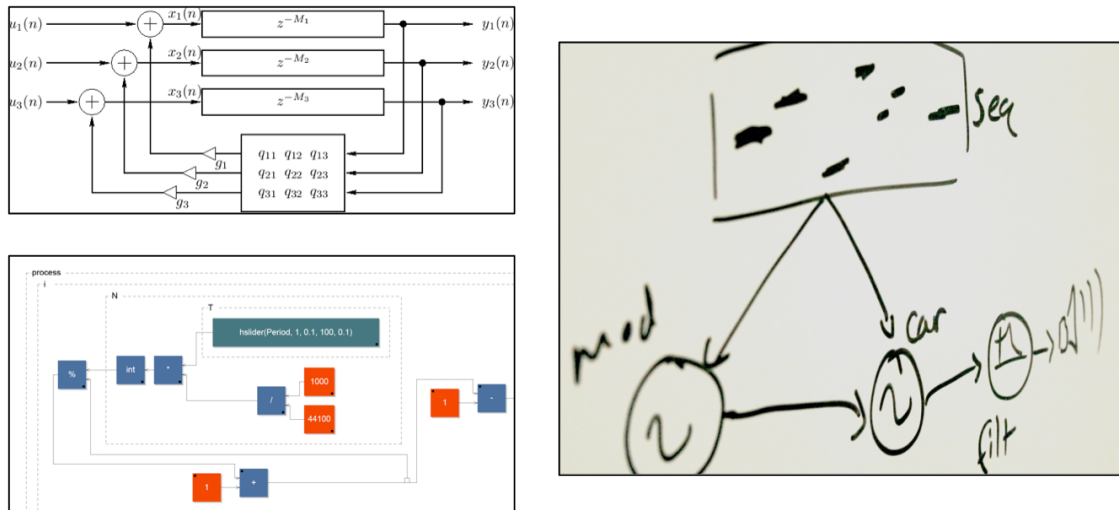 u₁(n) x₁(n) z^{-M₁} y₁(n)
u₂(n) x₂(n) z^{-M₂} y₂(n)
u₃(n) x₃(n) z^{-M₃} y₃(n)
g₁ q₁₁ q₁₂ q₁₃
g₂ q₂₁ q₂₂ q₂₃
g₃ q₃₁ q₃₂ q₃₃
process
i
N
T
hslider(Period, 1, 0.1, 100, 0.1)
% int * / 1000
44100
1 -
1 +
seq
mod
car
filt